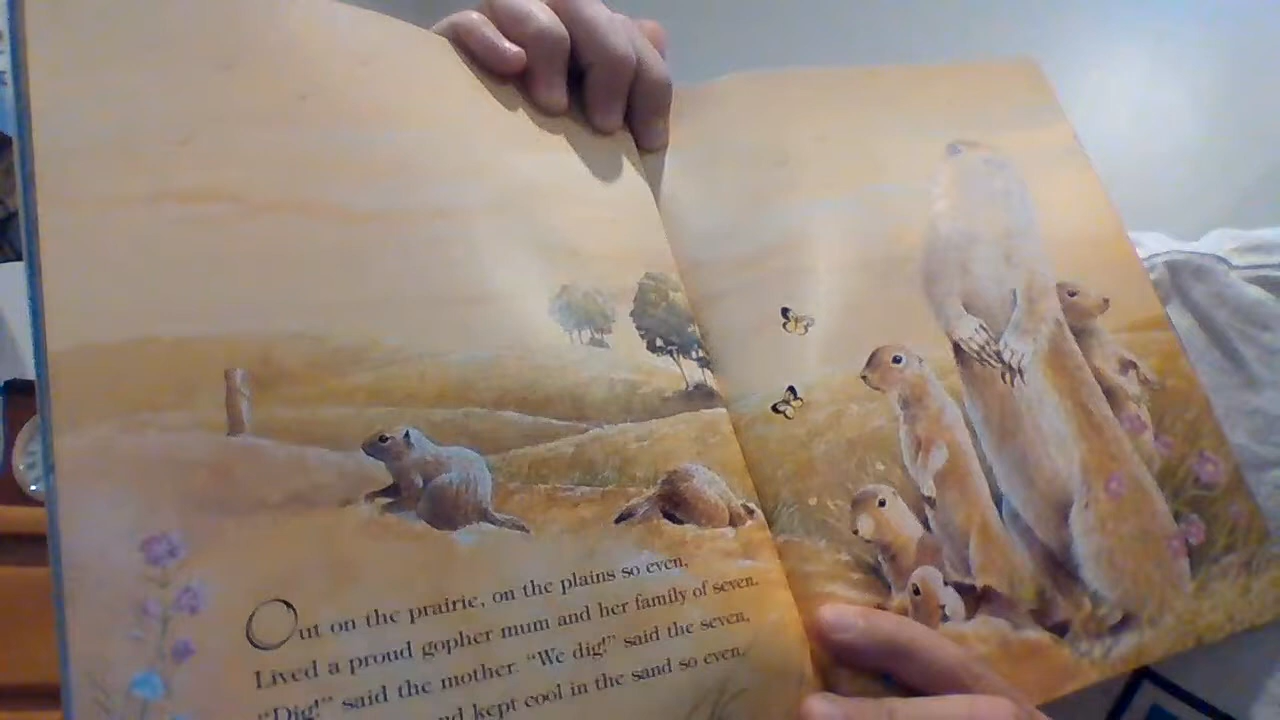 Out on the prairie, on the plains so even,
Lived a proud gopher mum and her family of seven.
"Dig!" said the mother. "We dig!" said the seven,
kept cool in the sand so even.